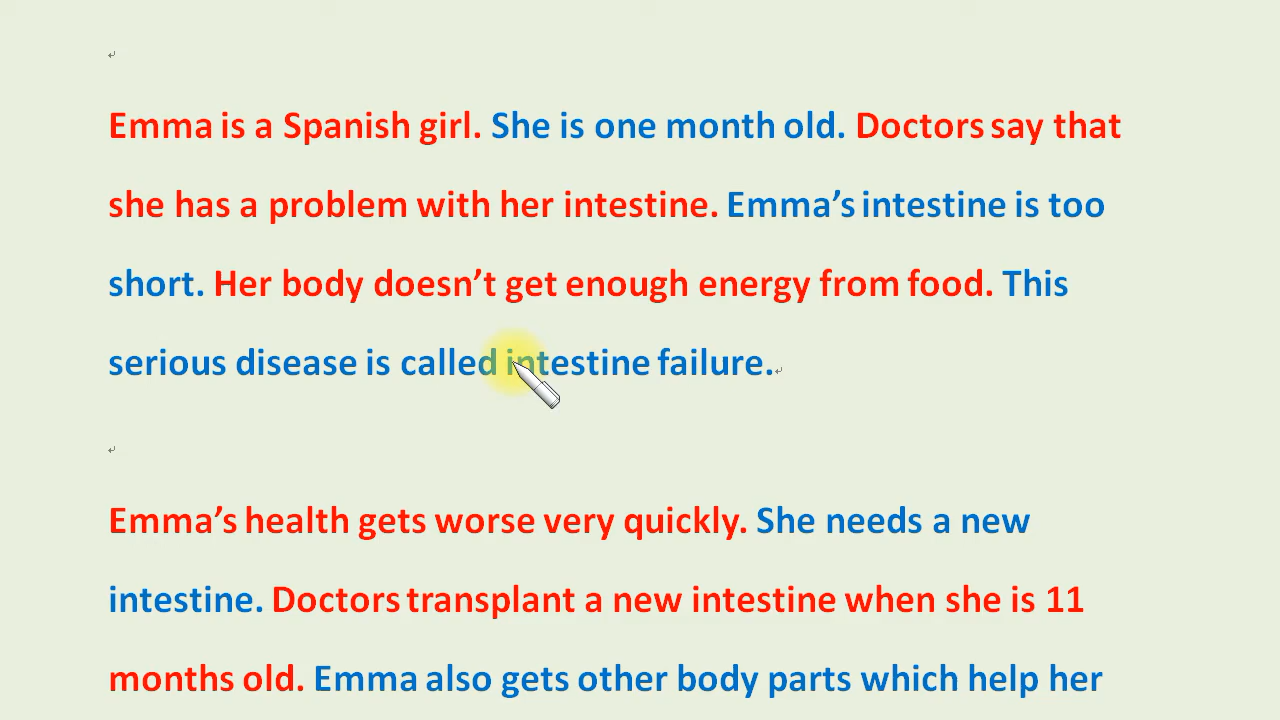 Emma is a Spanish girl. She is one month old. Doctors say that
she has a problem with her intestine. Emma’s intestine is too
short. Her body doesn’t get enough energy from food. This
serious disease is called intestine failure.
Emma’s health gets worse very quickly. She needs a new
intestine. Doctors transplant a new intestine when she is 11
months old. Emma also gets other body parts which help her